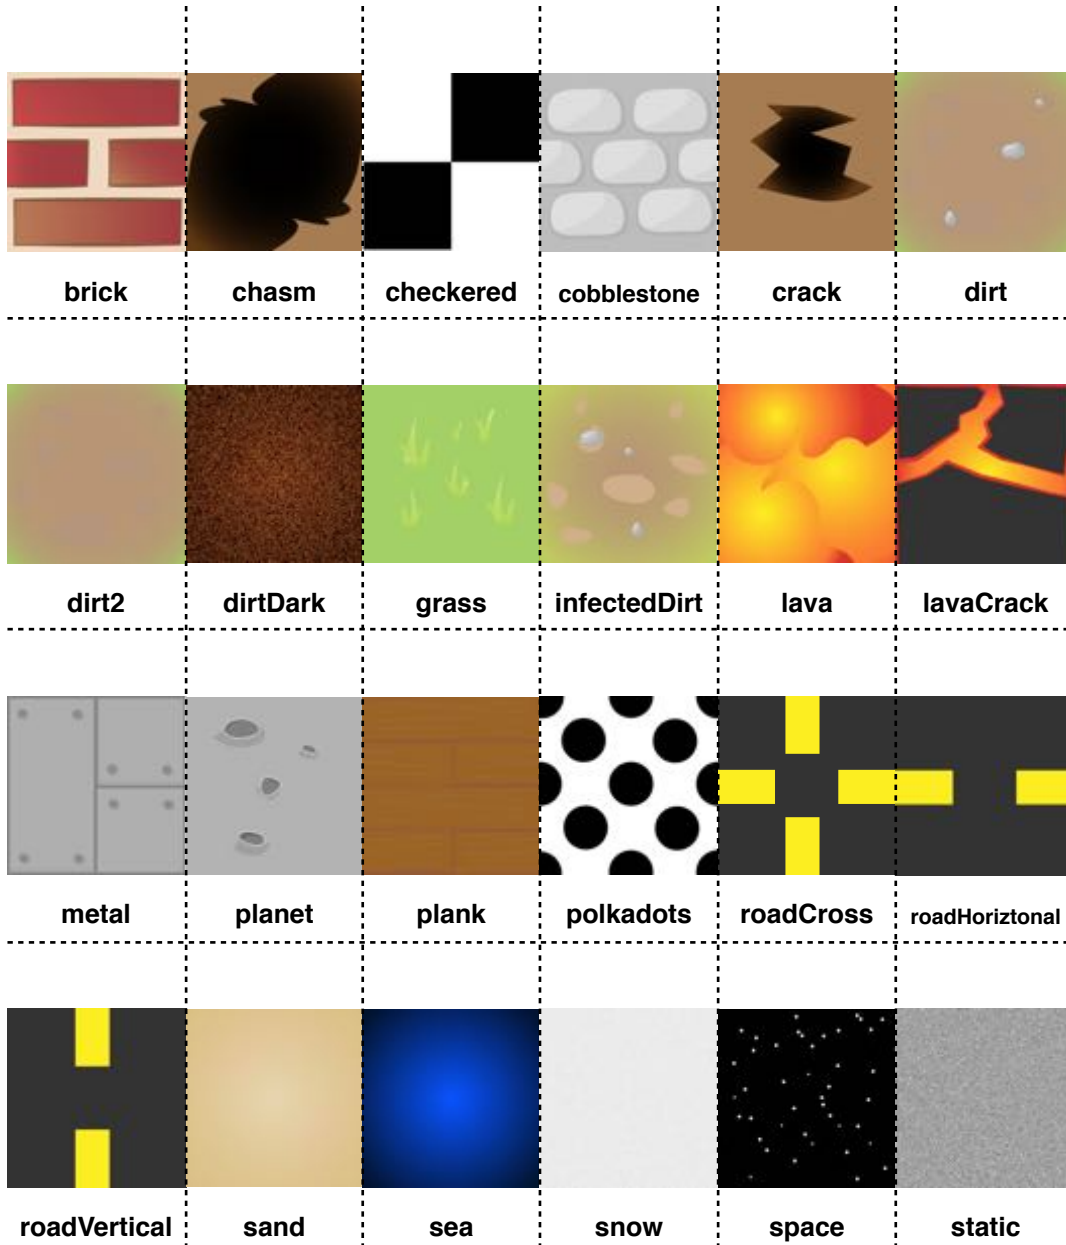 brick chasm checkered cobblestone crack dirt
dirt2 dirtDark grass infectedDirt lava lavaCrack
metal planet plank polkadots roadCross roadHoriztonal
roadVertical sand sea snow space static